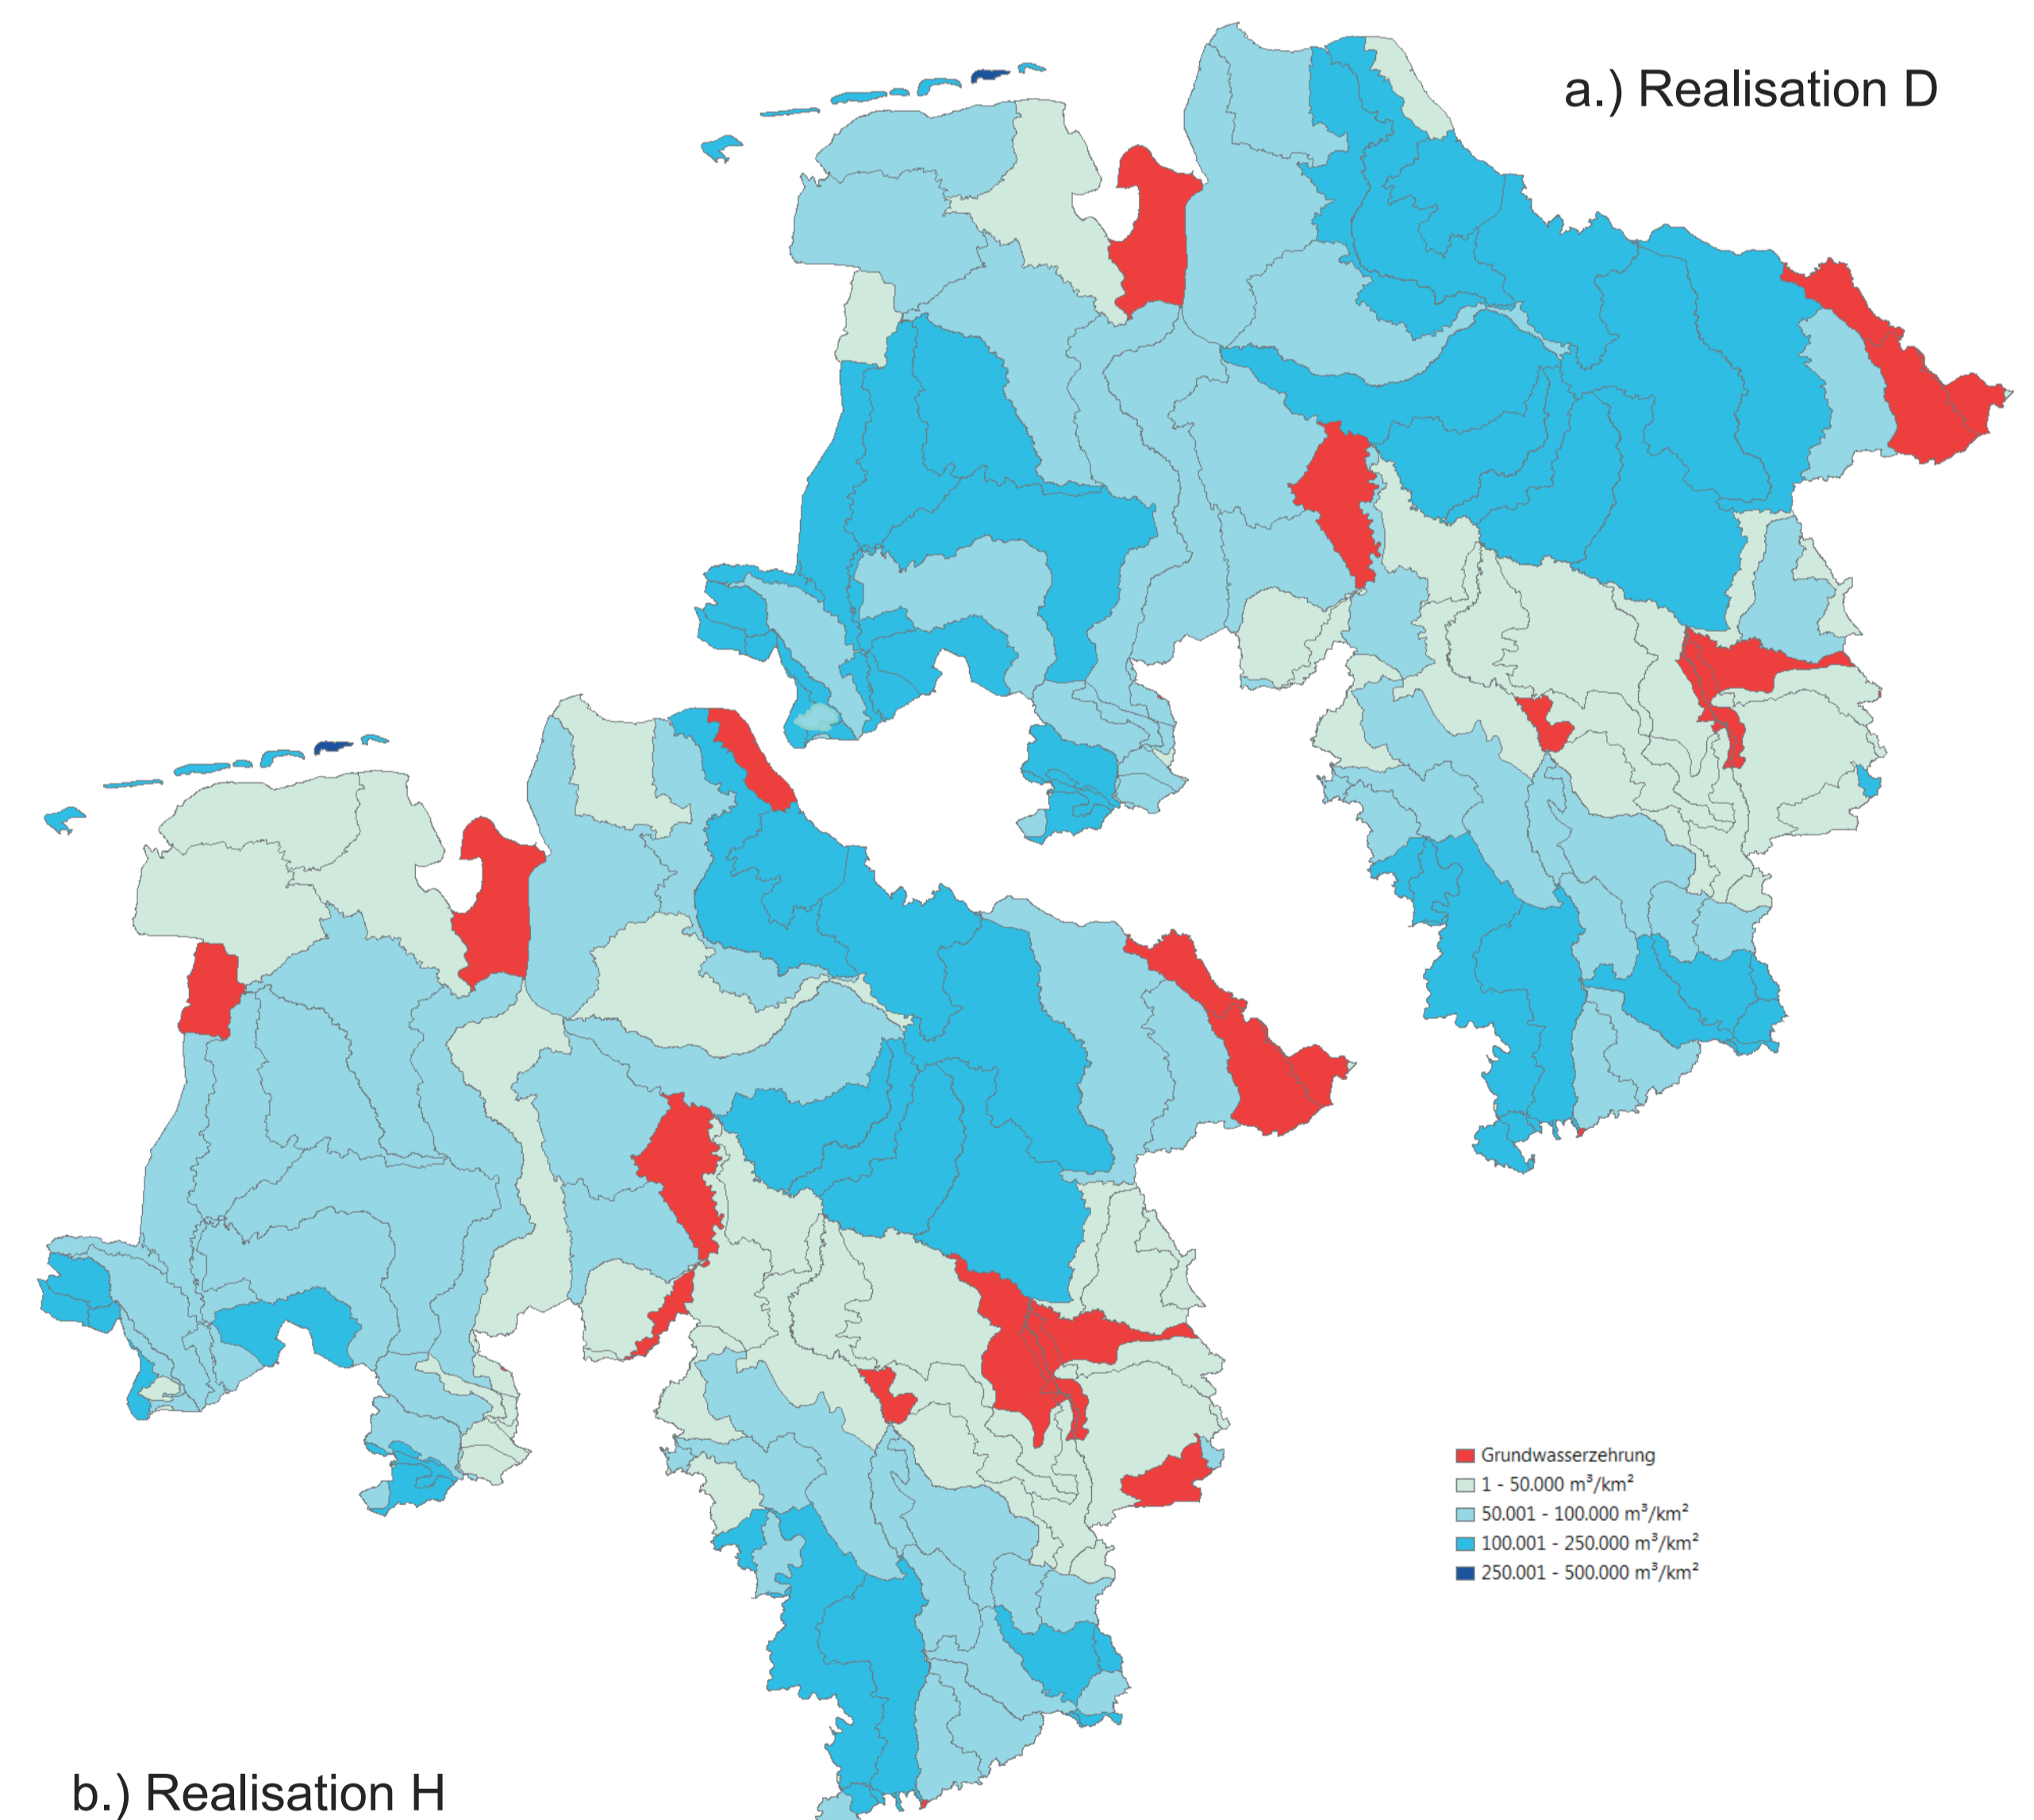 a.) Realisation D
Grundwasserzehrung
1 - 50.000 m³/km²
50.001 - 100.000 m³/km²
100.001 - 250.000 m³/km²
250.001 - 500.000 m³/km²
b.) Realisation H